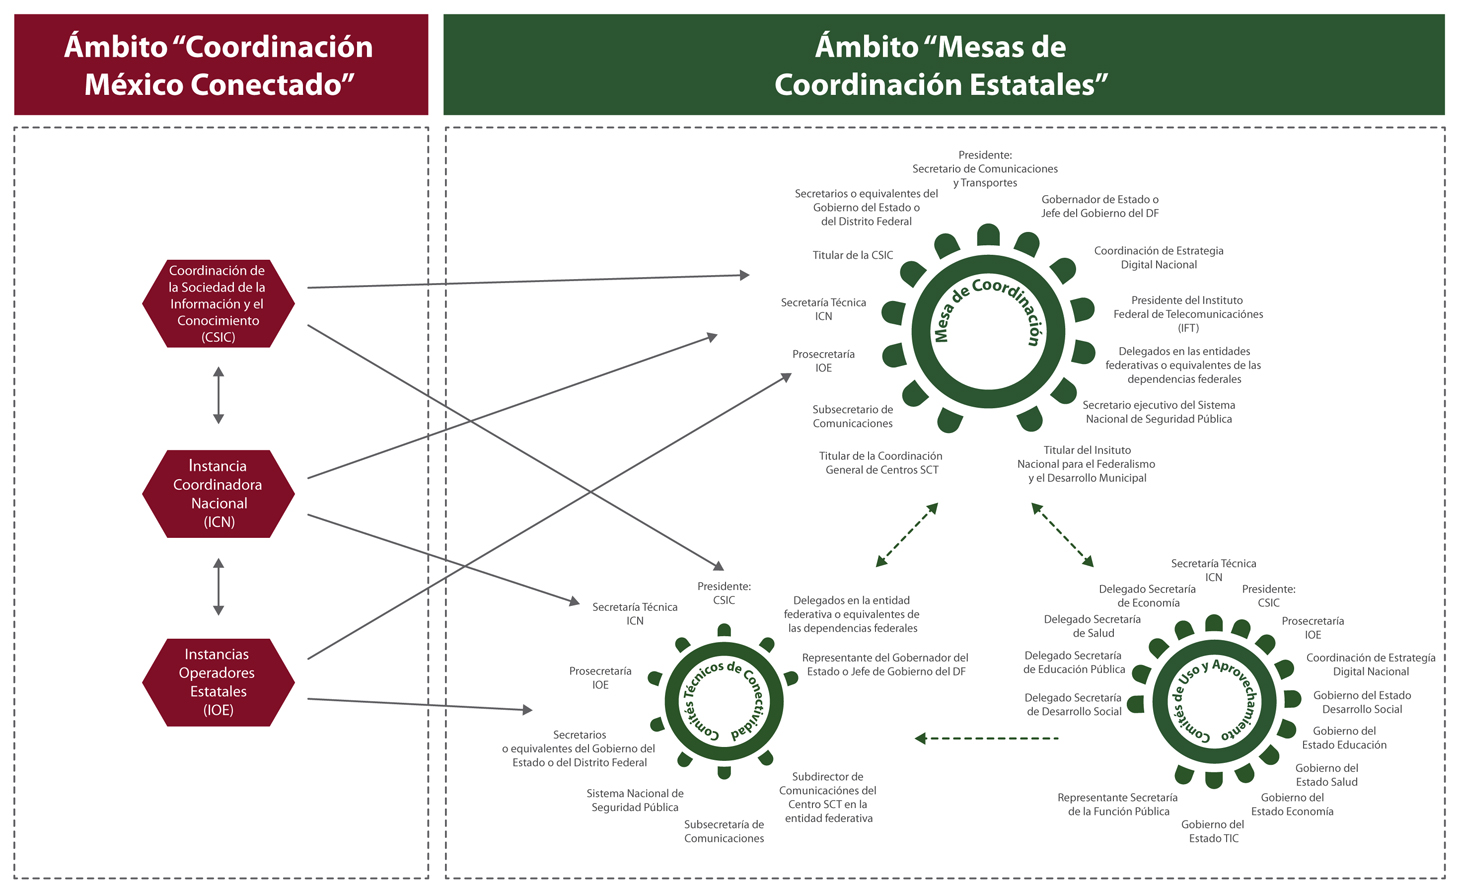 Ámbito “Coordinación
México Conectado”
Ámbito “Mesas de
Coordinación Estatales”
Coordinación de
la Sociedad de la
Información y el
Conocimiento
(CSIC)
Instancia
Coordinadora
Nacional
(ICN)
Instancias
Operadores
Estatales
(IOE)
Presidente:
Secretario de Comunicaciones
y Transportes
Secretarios o equivalentes del
Gobierno del Estado o
del Distrito Federal
Titular de la CSIC
Secretaría Técnica
ICN
Prosecretaría
IOE
Subsecretario de
Comunicaciones
Titular de la Coordinación
General de Centros SCT
Gobernador de Estado o
Jefe del Gobierno del DF
Coordinación de Estrategia
Digital Nacional
Presidente del Instituto
Federal de Telecomunicaciónes
(IFT)
Delegados en las entidades
federativas o equivalentes de las
dependencias federales
Secretario ejecutivo del Sistema
Nacional de Seguridad Pública
Titular del Insituto
Nacional para el Federalismo
y el Desarrollo Municipal
Mesa de Coordinación
Presidente:
CSIC
Secretaría Técnica
ICN
Prosecretaría
IOE
Secretarios
o equivalentes del Gobierno del
Estado o del Distrito Federal
Sistema Nacional de
Seguridad Pública
Subsecretaría de
Comunicaciones
Subdirector de
Comunicaciónes del
Centro SCT en la
entidad federativa
Representante del Gobernador del
Estado o Jefe de Gobierno del DF
Delegados en la entidad
federativa o equivalentes de
las dependencias federales
Comités Técnicos de Conectividad
Secretaría Técnica
ICN
Delegado Secretaría
de Economía
Delegado Secretaría
de Salud
Delegado Secretaría
de Educación Pública
Delegado Secretaría
de Desarrollo Social
Representante Secretaría
de la Función Pública
Gobierno del
Estado TIC
Gobierno del
Estado Economía
Gobierno del
Estado Salud
Gobierno del
Estado Educación
Gobierno del Estado
Desarrollo Social
Coordinación de Estrategía
Digital Nacional
Prosecretaría
IOE
Presidente:
CSIC
Comités de Uso y Aprovechamiento